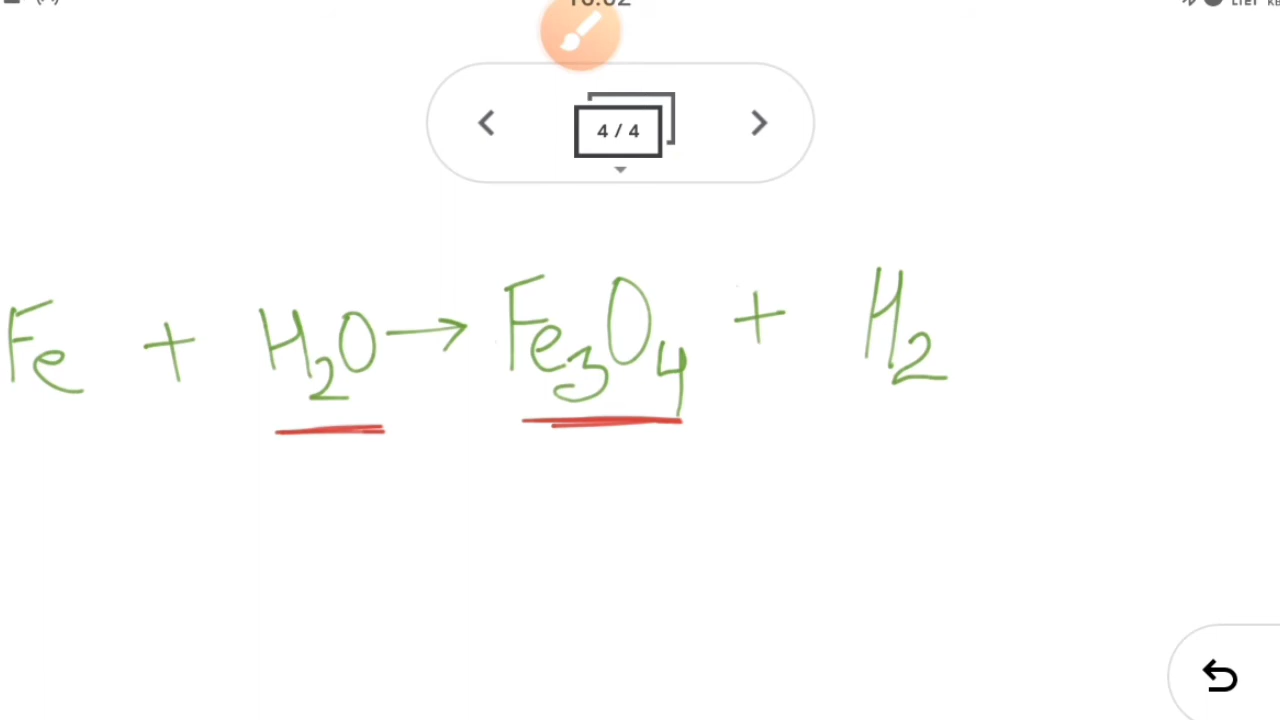 4 / 4
Fe + H₂O → Fe₃O₄ + H₂